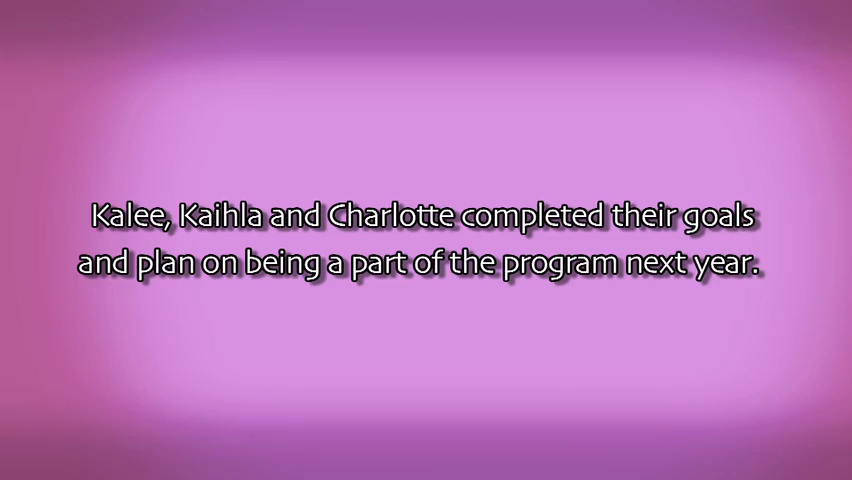 Kalee, Kaihla and Charlotte completed their goals
and plan on being a part of the program next year.